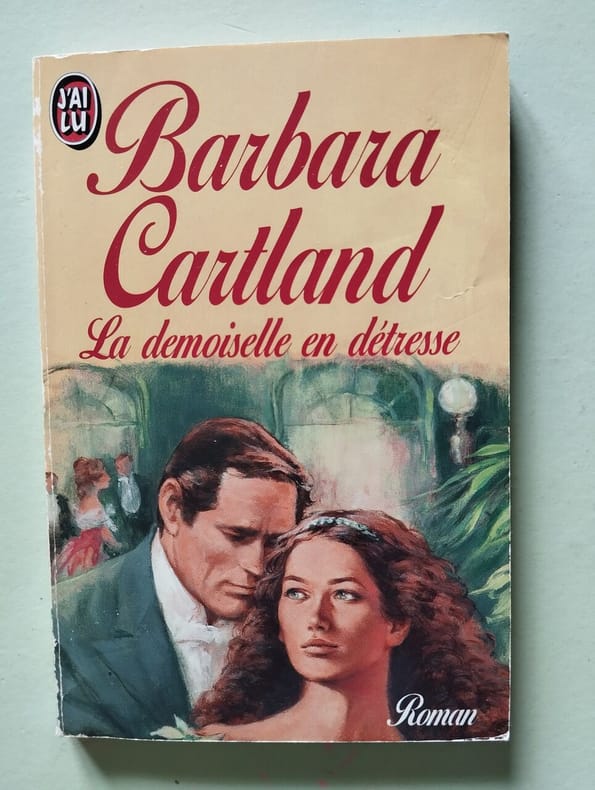 J'AI
LU
Barbara
Cartland
La demoiselle en détresse
Roman